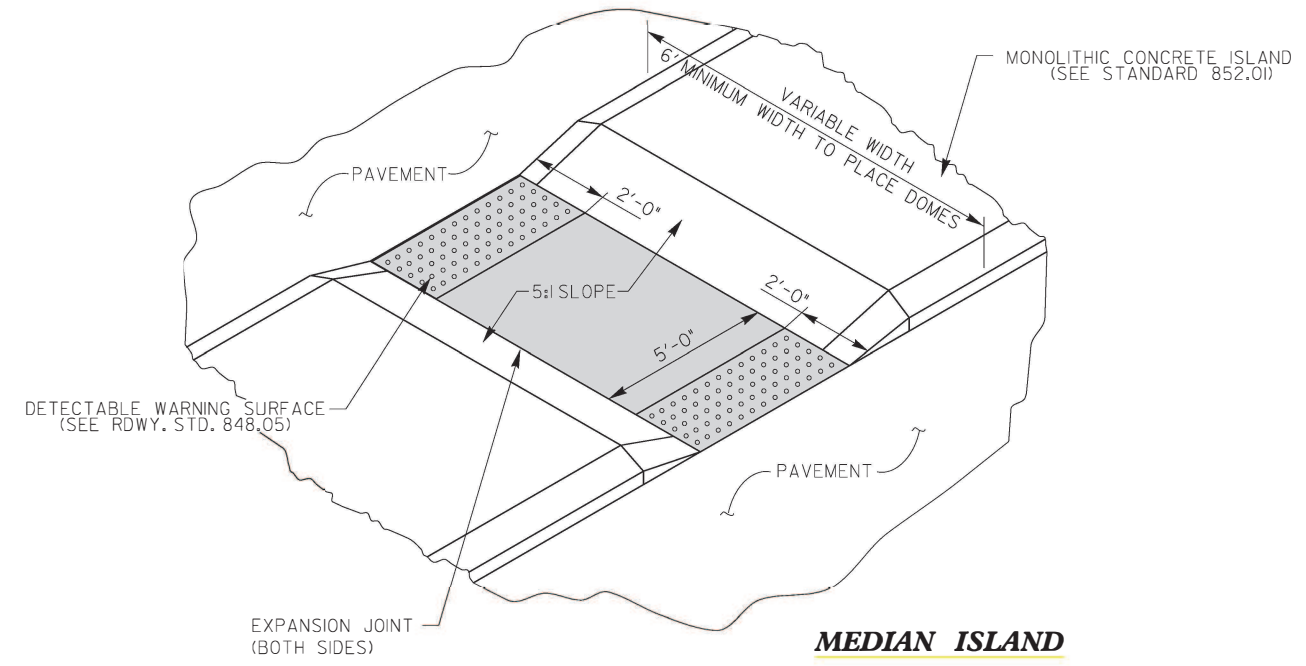 MONOLITHIC CONCRETE ISLAND
(SEE STANDARD 852.01)
VARIABLE WIDTH
6' MINIMUM WIDTH TO PLACE DOMES
PAVEMENT
2'-0"
5:1 SLOPE
2'-0"
5'-0"
DETECTABLE WARNING SURFACE
(SEE RDWY. STD. 848.05)
PAVEMENT
EXPANSION JOINT
(BOTH SIDES)
MEDIAN ISLAND